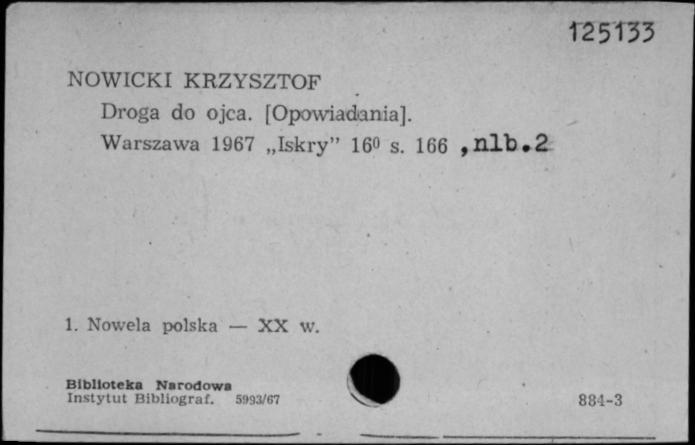 125133
NOWICKI KRZYSZTOF
Droga do ojca. [Opowiadania].
Warszawa 1967 „Iskry” 16⁰ s. 166 ,nlb.2
1. Nowela polska — XX w.
Biblioteka Narodowa
Instytut Bibliograf. 5993/67
884-3